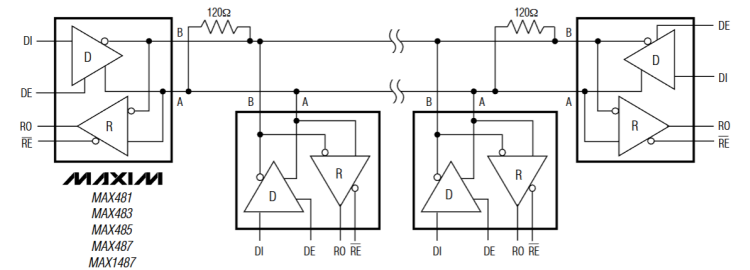 120Ω 120Ω
DI D B B D DE
DI
DE A B A B A A
RO R R RO
RE RE
R R
D D
MAXIM
MAX481
MAX483
MAX485
MAX487
MAX1487
DI DE RO RE DI DE RO RE